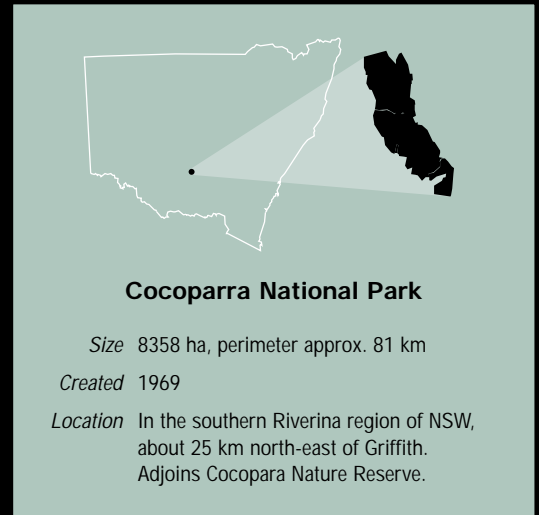 Cocoparra National Park
Size 8358 ha, perimeter approx. 81 km
Created 1969
Location In the southern Riverina region of NSW,
about 25 km north-east of Griffith.
Adjoins Cocopara Nature Reserve.